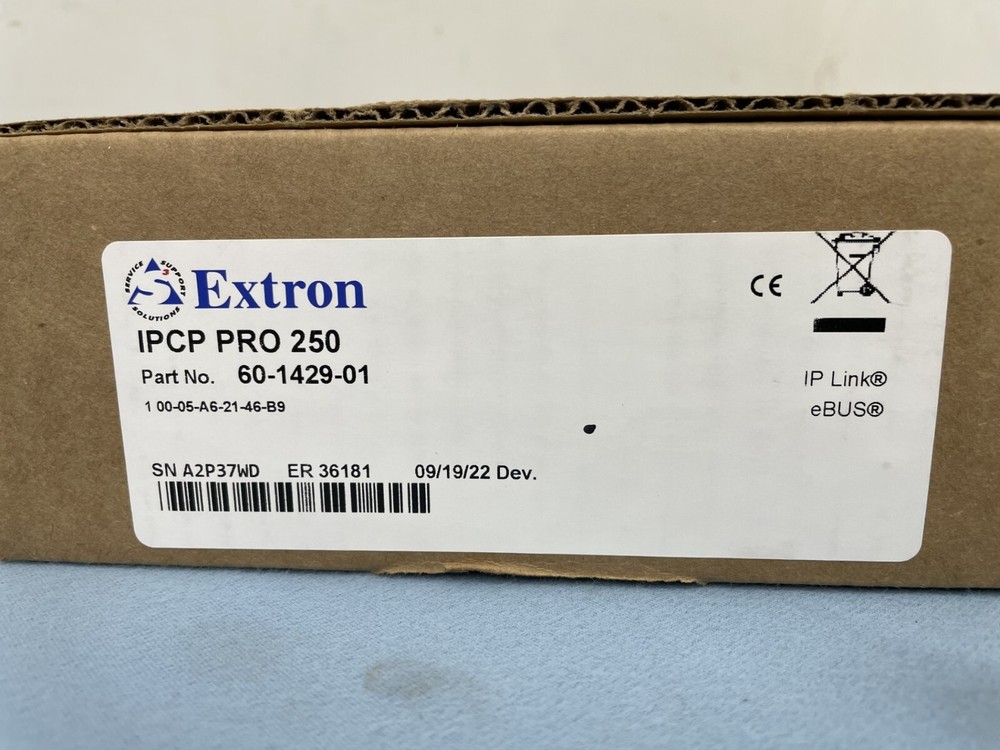 SERVICE SUPPORT SOLUTIONS
S3 Extron
IPCP PRO 250
Part No. 60-1429-01
1 00-05-A6-21-46-B9
SN A2P37WD ER 36181 09/19/22 Dev.
CE
IP Link®
eBUS®